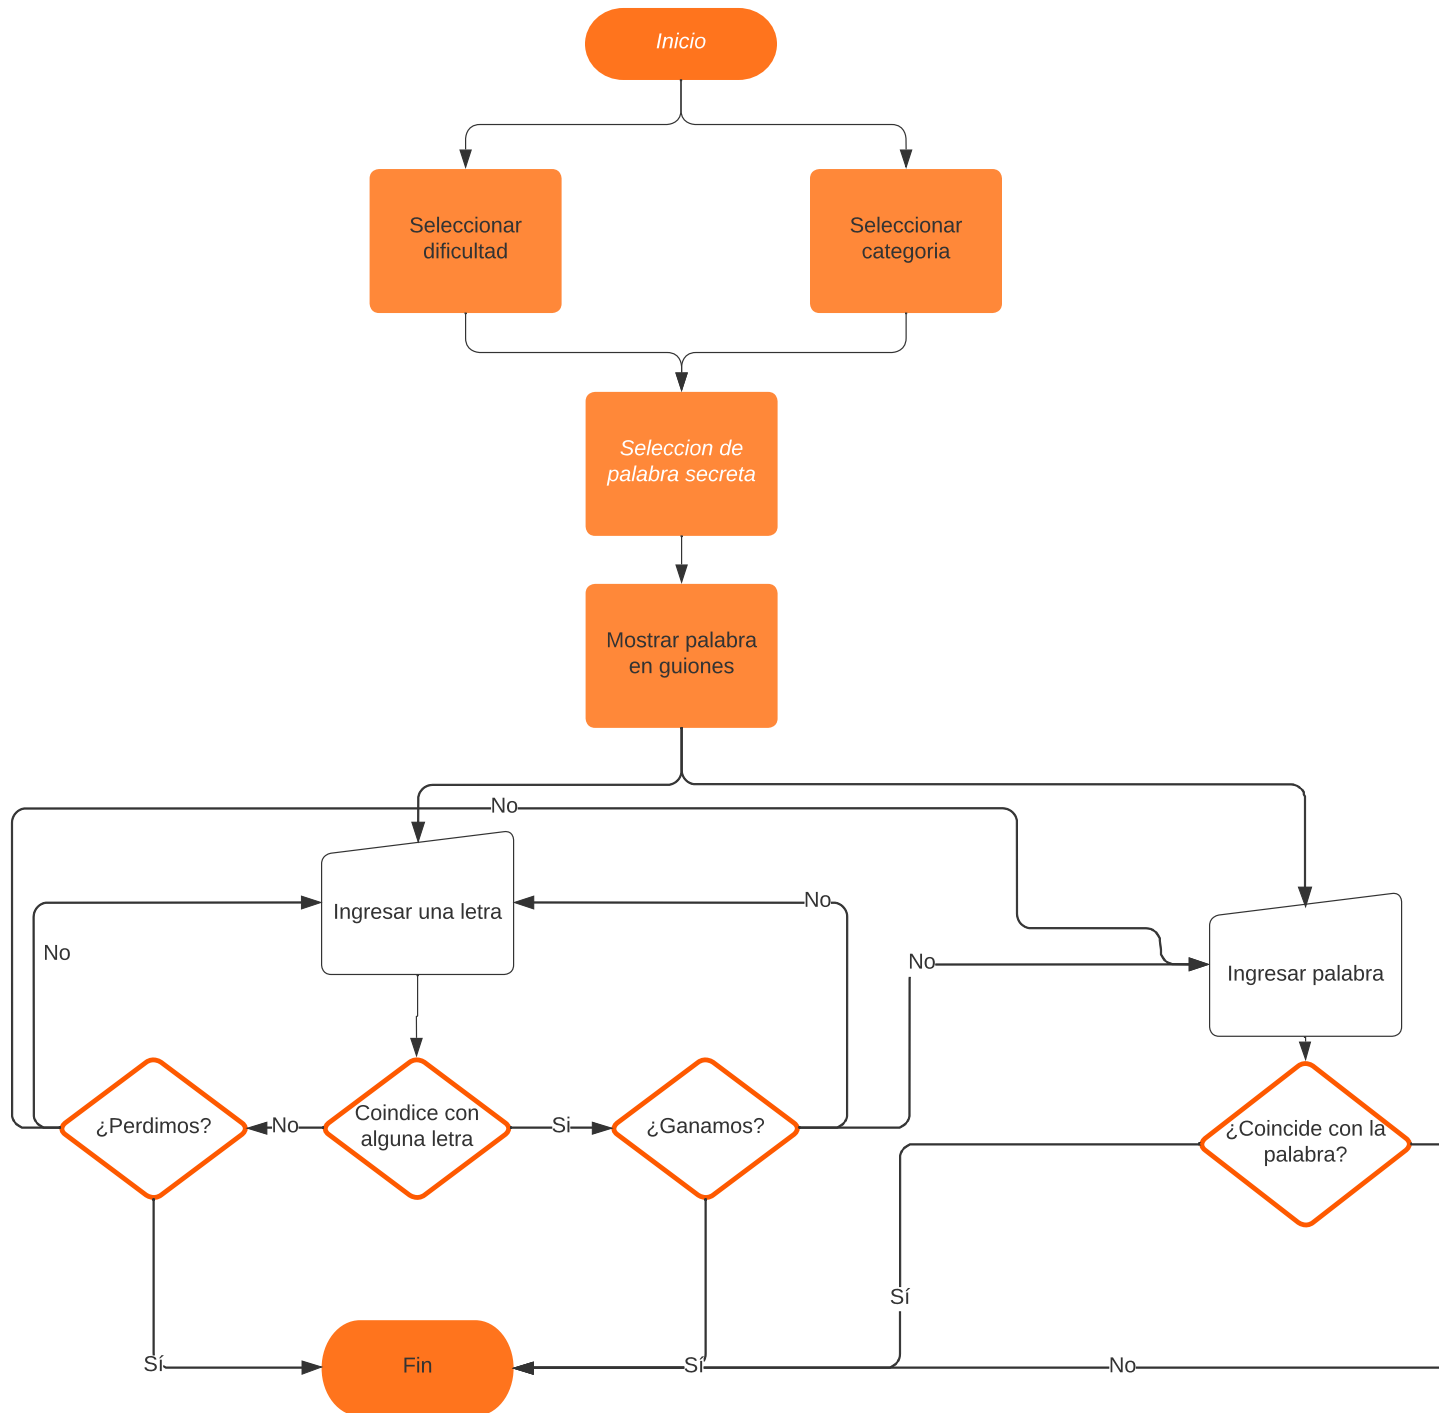 Inicio
Seleccionar
dificultad
Seleccionar
categoria
Seleccion de
palabra secreta
Mostrar palabra
en guiones
No
Ingresar una letra
No
No
No
Ingresar palabra
¿Perdimos?
No
Coindice con
alguna letra
Si
¿Ganamos?
¿Coincide con la
palabra?
Sí
Sí
Fin
Sí
No